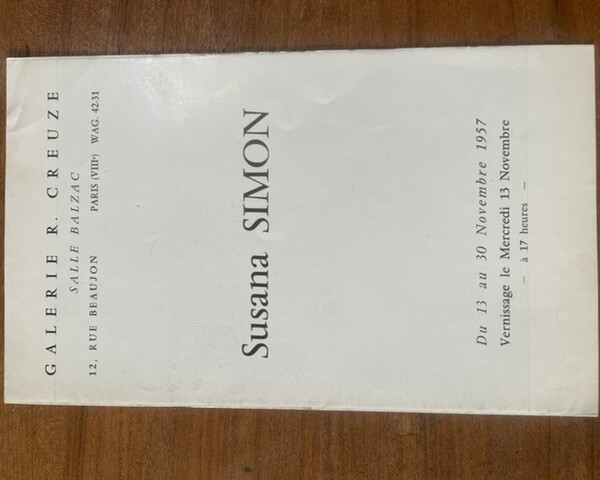 GALERIE R. CREUZE
SALLE BALZAC
12, RUE BEAUJON PARIS (VIIIe) WAG. 42-31
Susana SIMON
Du 13 au 30 Novembre 1957
Vernissage le Mercredi 13 Novembre
— à 17 heures —